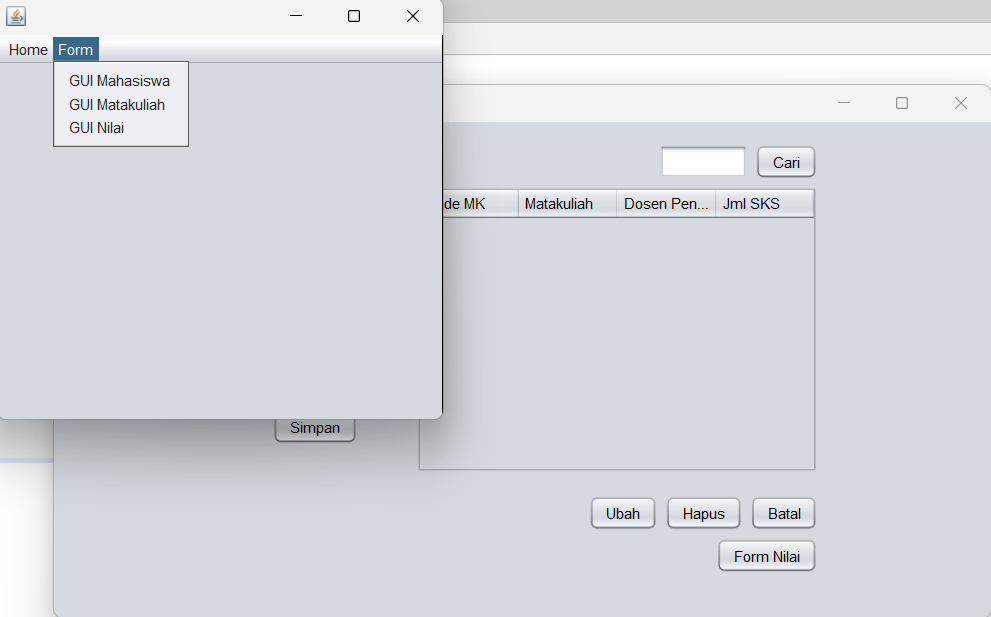 Home Form
GUI Mahasiswa
GUI Matakuliah
GUI Nilai
Cari
de MK Matakuliah Dosen Pen... Jml SKS
Simpan
Ubah Hapus Batal
Form Nilai